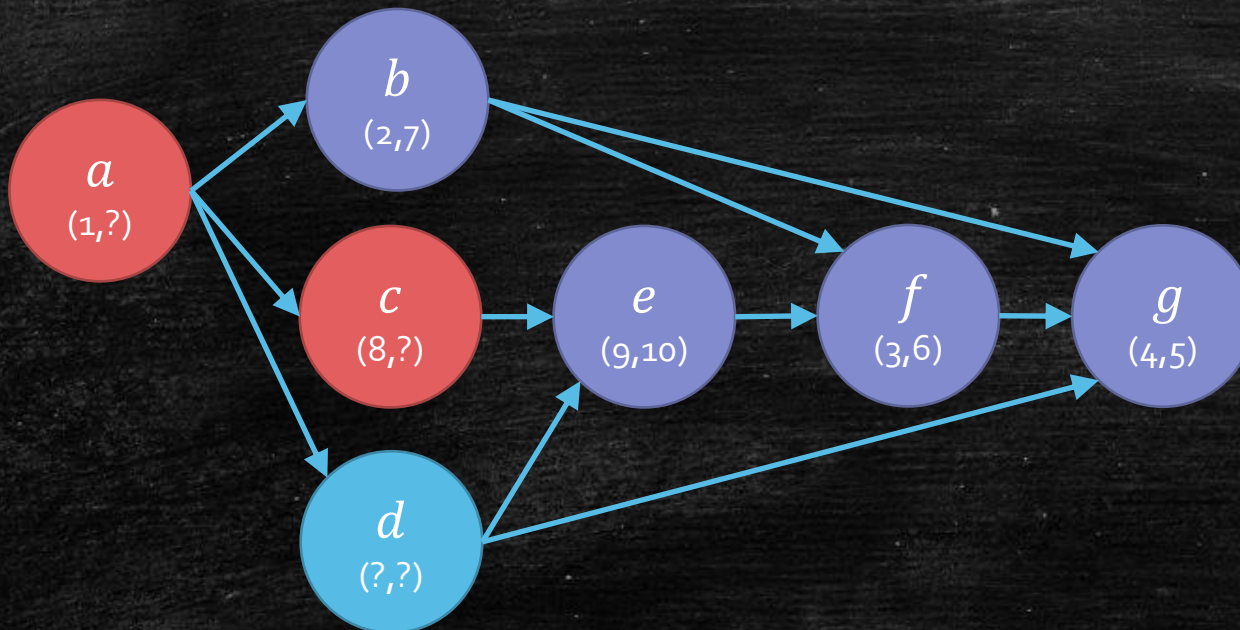 a
(1,?)
b
(2,7)
c
(8,?)
d
(?,?)
e
(9,10)
f
(3,6)
g
(4,5)